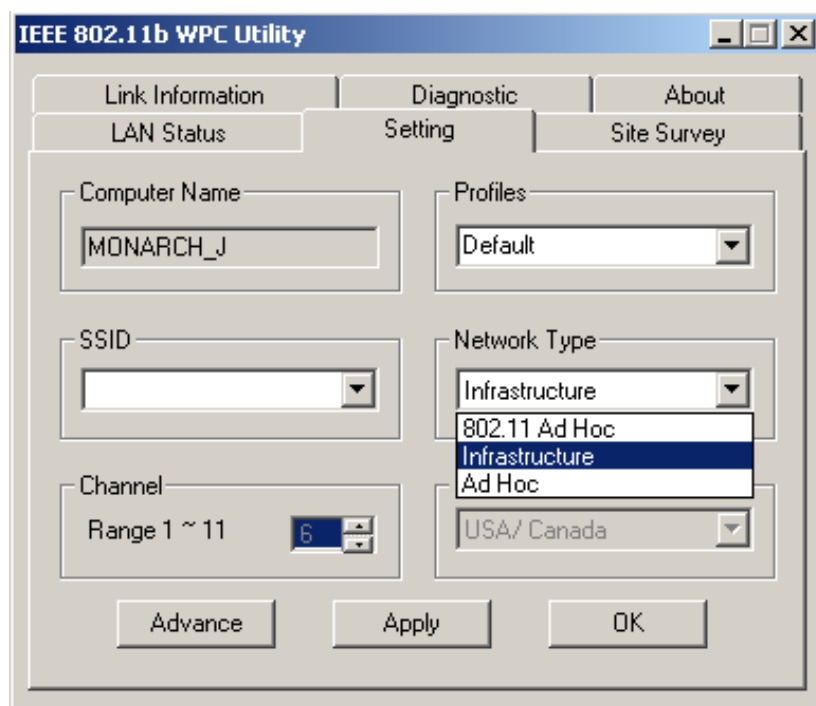 IEEE 802.11b WPC Utility
Link Information
Diagnostic
About
LAN Status
Setting
Site Survey
Computer Name
MONARCH_J
Profiles
Default
SSID
Network Type
Infrastructure
802.11 Ad Hoc
Infrastructure
Ad Hoc
Channel
Range 1 ~ 11
6
USA/ Canada
Advance
Apply
OK